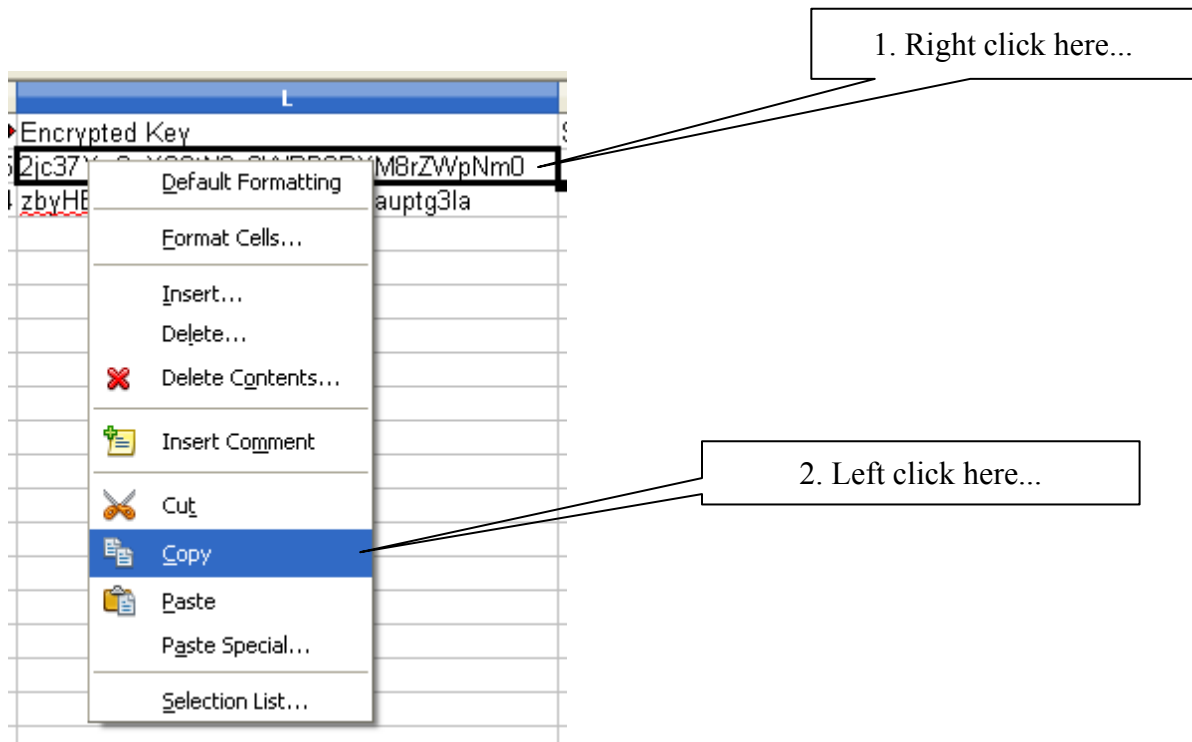 1. Right click here...
L
Encrypted Key
M8rZWpNm0
auptg3la
Default Formatting
Format Cells...
Insert...
Delete...
Delete Contents...
Insert Comment
2. Left click here...
Cut
Copy
Paste
Paste Special...
Selection List...